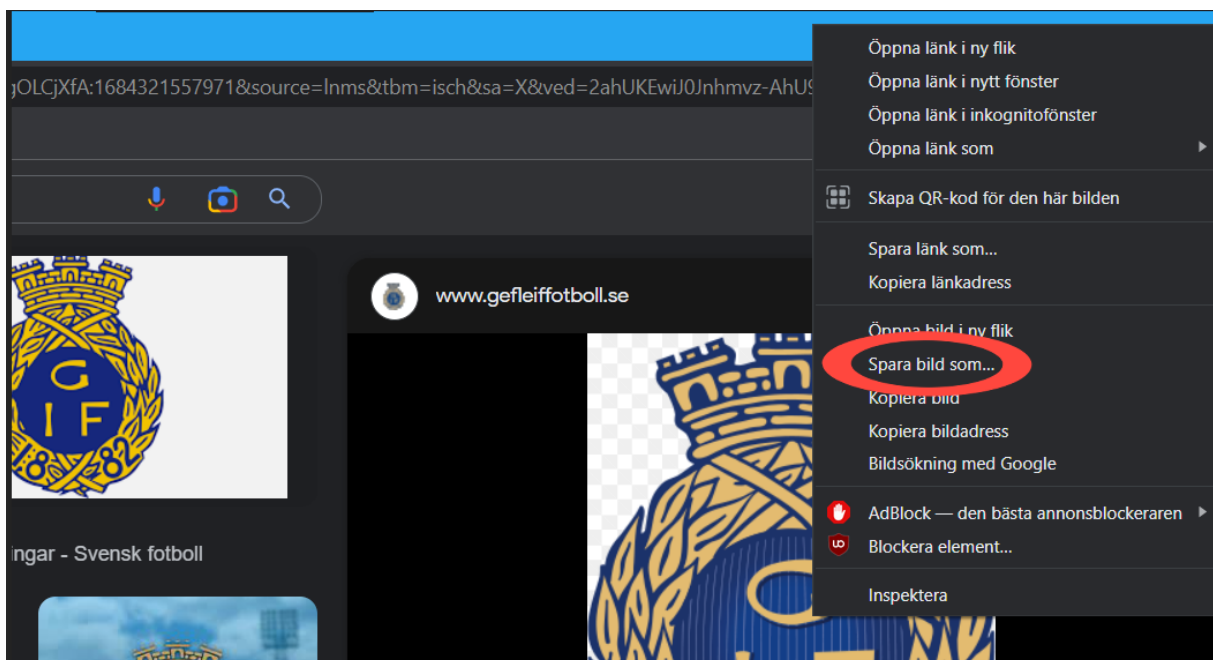 Öppna länk i ny flik
gOLCjXfA:1684321557971&source=lnms&tbm=isch&sa=X&ved=2ahUKEwiJ0Jnhmvz-AhU9
Öppna länk i nytt fönster
Öppna länk i inkognitofönster
Öppna länk som
Skapa QR-kod för den här bilden
Spara länk som...
Kopiera länkadress
www.gefleiffotboll.se
Öppna bild i ny flik
Spara bild som...
Kopiera bild
Kopiera bildadress
Bildsökning med Google
AdBlock — den bästa annonsblockeraren
Blockera element...
Inspektera
G
I F
1882
ingar - Svensk fotboll
G